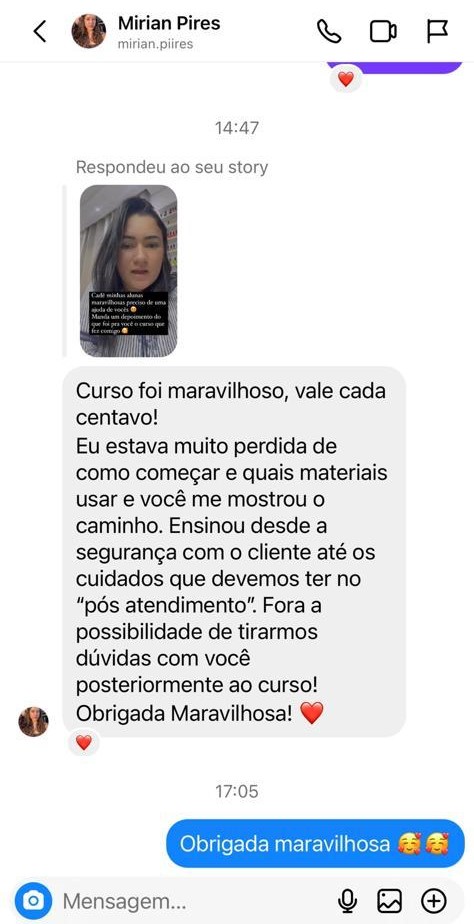 Mirian Pires
mirian.piires
14:47
Respondeu ao seu story
Cadê minhas alunas
maravilhosas preciso de uma
ajuda de vocês
Manda um depoimento do
que foi pra você o curso que
fez comigo 🥰
Curso foi maravilhoso, vale cada
centavo!
Eu estava muito perdida de
como começar e quais materiais
usar e você me mostrou o
caminho. Ensinou desde a
segurança com o cliente até os
cuidados que devemos ter no
“pós atendimento”. Fora a
possibilidade de tirarmos
dúvidas com você
posteriormente ao curso!
Obrigada Maravilhosa! ❤️
17:05
Obrigada maravilhosa 🥰🥰
Mensagem...